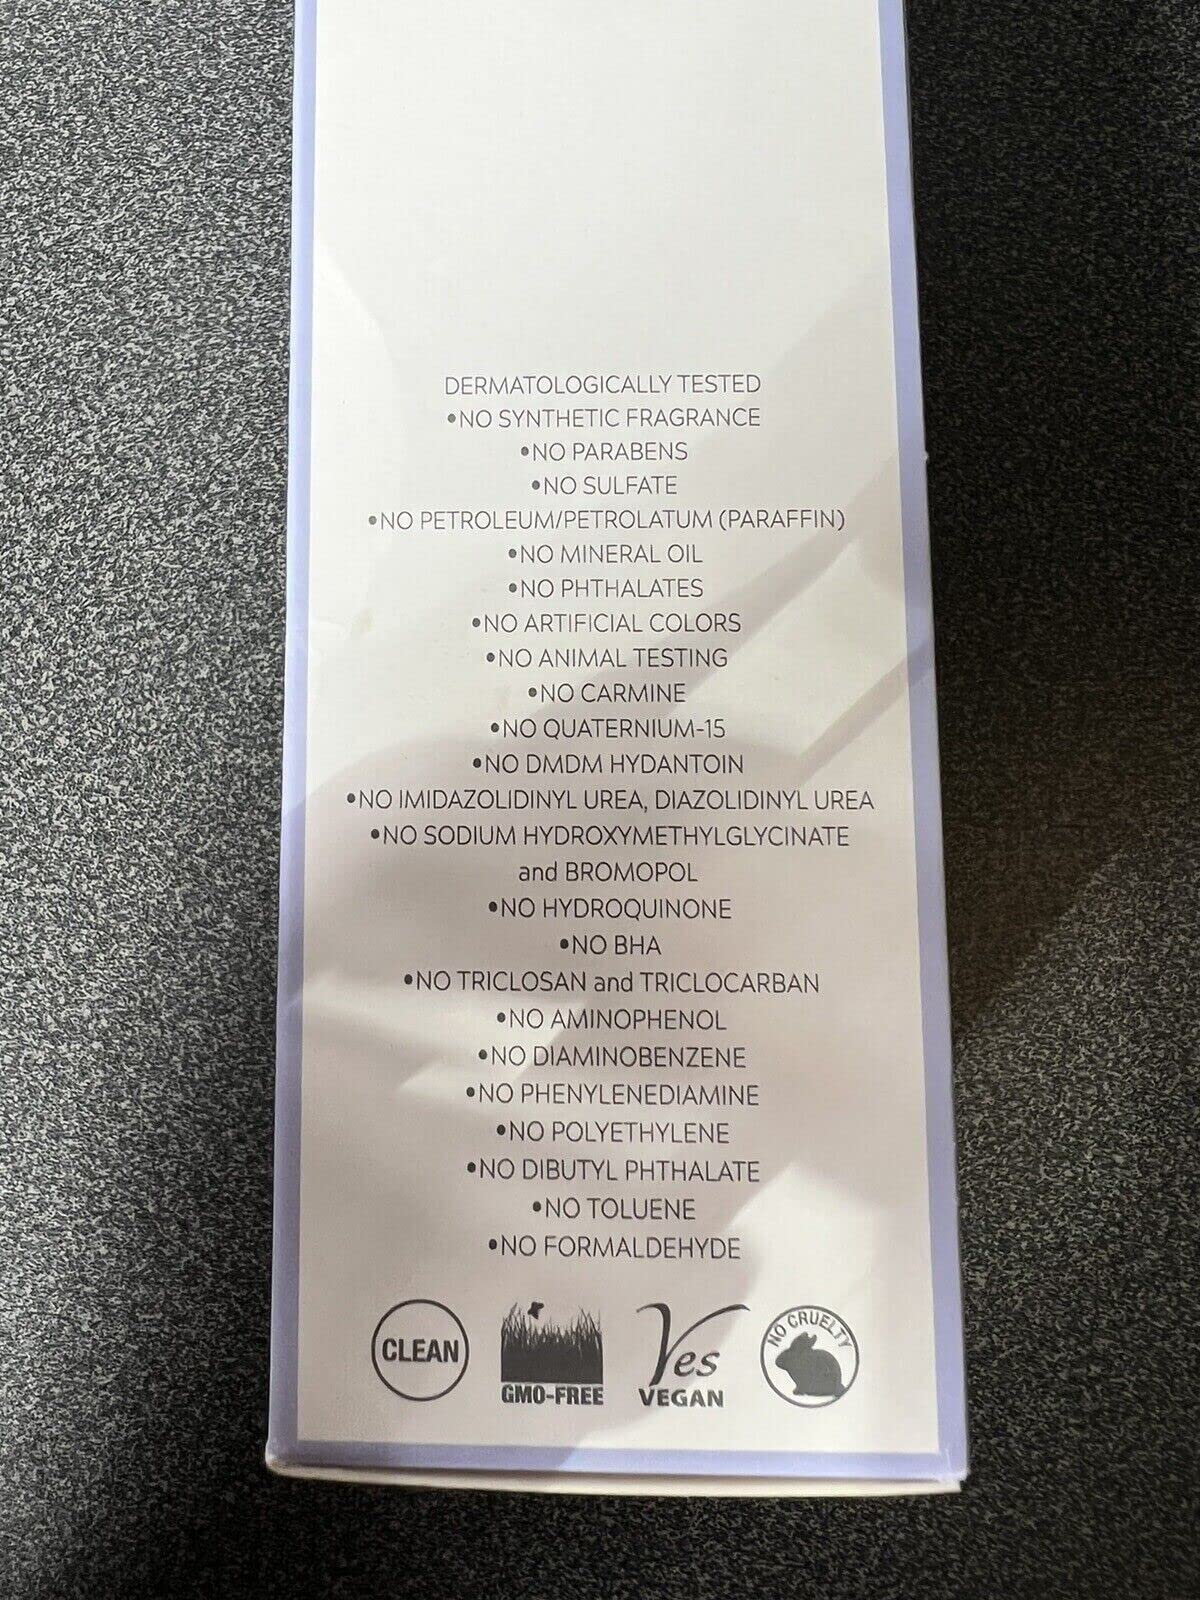 DERMATOLOGICALLY TESTED
•NO SYNTHETIC FRAGRANCE
•NO PARABENS
•NO SULFATE
•NO PETROLEUM/PETROLATUM (PARAFFIN)
•NO MINERAL OIL
•NO PHTHALATES
•NO ARTIFICIAL COLORS
•NO ANIMAL TESTING
•NO CARMINE
•NO QUATERNIUM-15
•NO DMDM HYDANTOIN
•NO IMIDAZOLIDINYL UREA, DIAZOLIDINYL UREA
•NO SODIUM HYDROXYMETHYLGLYCINATE
and BROMOPOL
•NO HYDROQUINONE
•NO BHA
•NO TRICLOSAN and TRICLOCARBAN
•NO AMINOPHENOL
•NO DIAMINOBENZENE
•NO PHENYLENEDIAMINE
•NO POLYETHYLENE
•NO DIBUTYL PHTHALATE
•NO TOLUENE
•NO FORMALDEHYDE
CLEAN
GMO-FREE
Yes
VEGAN
NO CRUELTY